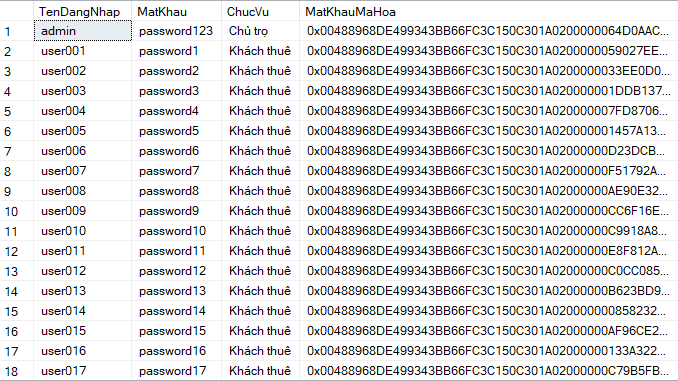 TenDangNhap MatKhau ChucVu MatKhauMaHoa
1 admin password123 Chủ trọ 0x00488968DE499343BB66FC3C150C301A0200000064D0AAC...
2 user001 password1 Khách thuê 0x00488968DE499343BB66FC3C150C301A0200000059027EE...
3 user002 password2 Khách thuê 0x00488968DE499343BB66FC3C150C301A0200000033EE0D0...
4 user003 password3 Khách thuê 0x00488968DE499343BB66FC3C150C301A020000001DDB137...
5 user004 password4 Khách thuê 0x00488968DE499343BB66FC3C150C301A020000007FD8706...
6 user005 password5 Khách thuê 0x00488968DE499343BB66FC3C150C301A020000001457A13...
7 user006 password6 Khách thuê 0x00488968DE499343BB66FC3C150C301A02000000D23DCB...
8 user007 password7 Khách thuê 0x00488968DE499343BB66FC3C150C301A02000000F51792A...
9 user008 password8 Khách thuê 0x00488968DE499343BB66FC3C150C301A02000000AE90E32...
10 user009 password9 Khách thuê 0x00488968DE499343BB66FC3C150C301A02000000CC6F16E...
11 user010 password10 Khách thuê 0x00488968DE499343BB66FC3C150C301A02000000C9918A8...
12 user011 password11 Khách thuê 0x00488968DE499343BB66FC3C150C301A02000000E8F812A...
13 user012 password12 Khách thuê 0x00488968DE499343BB66FC3C150C301A02000000C0CC085...
14 user013 password13 Khách thuê 0x00488968DE499343BB66FC3C150C301A02000000B623BD9...
15 user014 password14 Khách thuê 0x00488968DE499343BB66FC3C150C301A02000000858232...
16 user015 password15 Khách thuê 0x00488968DE499343BB66FC3C150C301A02000000AF96CE2...
17 user016 password16 Khách thuê 0x00488968DE499343BB66FC3C150C301A02000000133A322...
18 user017 password17 Khách thuê 0x00488968DE499343BB66FC3C150C301A02000000C79B5FB...